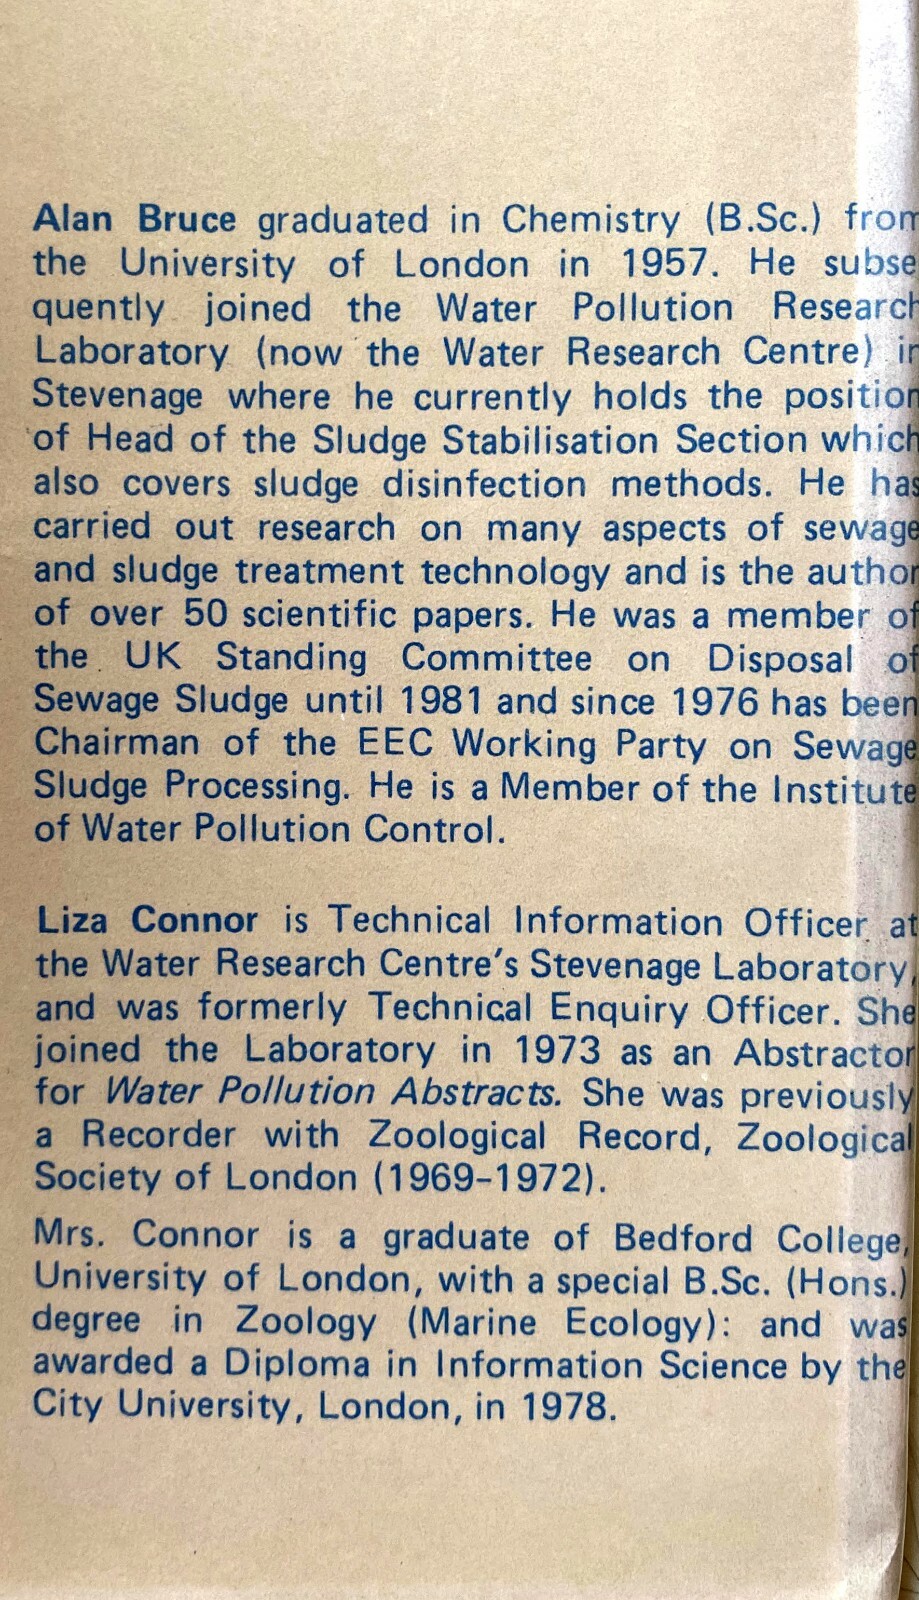 Alan Bruce graduated in Chemistry (B.Sc.) from
the University of London in 1957. He subse
quently joined the Water Pollution Research
Laboratory (now the Water Research Centre) in
Stevenage where he currently holds the position
of Head of the Sludge Stabilisation Section which
also covers sludge disinfection methods. He has
carried out research on many aspects of sewage
and sludge treatment technology and is the author
of over 50 scientific papers. He was a member of
the UK Standing Committee on Disposal of
Sewage Sludge until 1981 and since 1976 has been
Chairman of the EEC Working Party on Sewage
Sludge Processing. He is a Member of the Institute
of Water Pollution Control.
Liza Connor is Technical Information Officer at
the Water Research Centre's Stevenage Laboratory,
and was formerly Technical Enquiry Officer. She
joined the Laboratory in 1973 as an Abstractor
for Water Pollution Abstracts. She was previously
a Recorder with Zoological Record, Zoological
Society of London (1969-1972).
Mrs. Connor is a graduate of Bedford College,
University of London, with a special B.Sc. (Hons.)
degree in Zoology (Marine Ecology): and was
awarded a Diploma in Information Science by the
City University, London, in 1978.